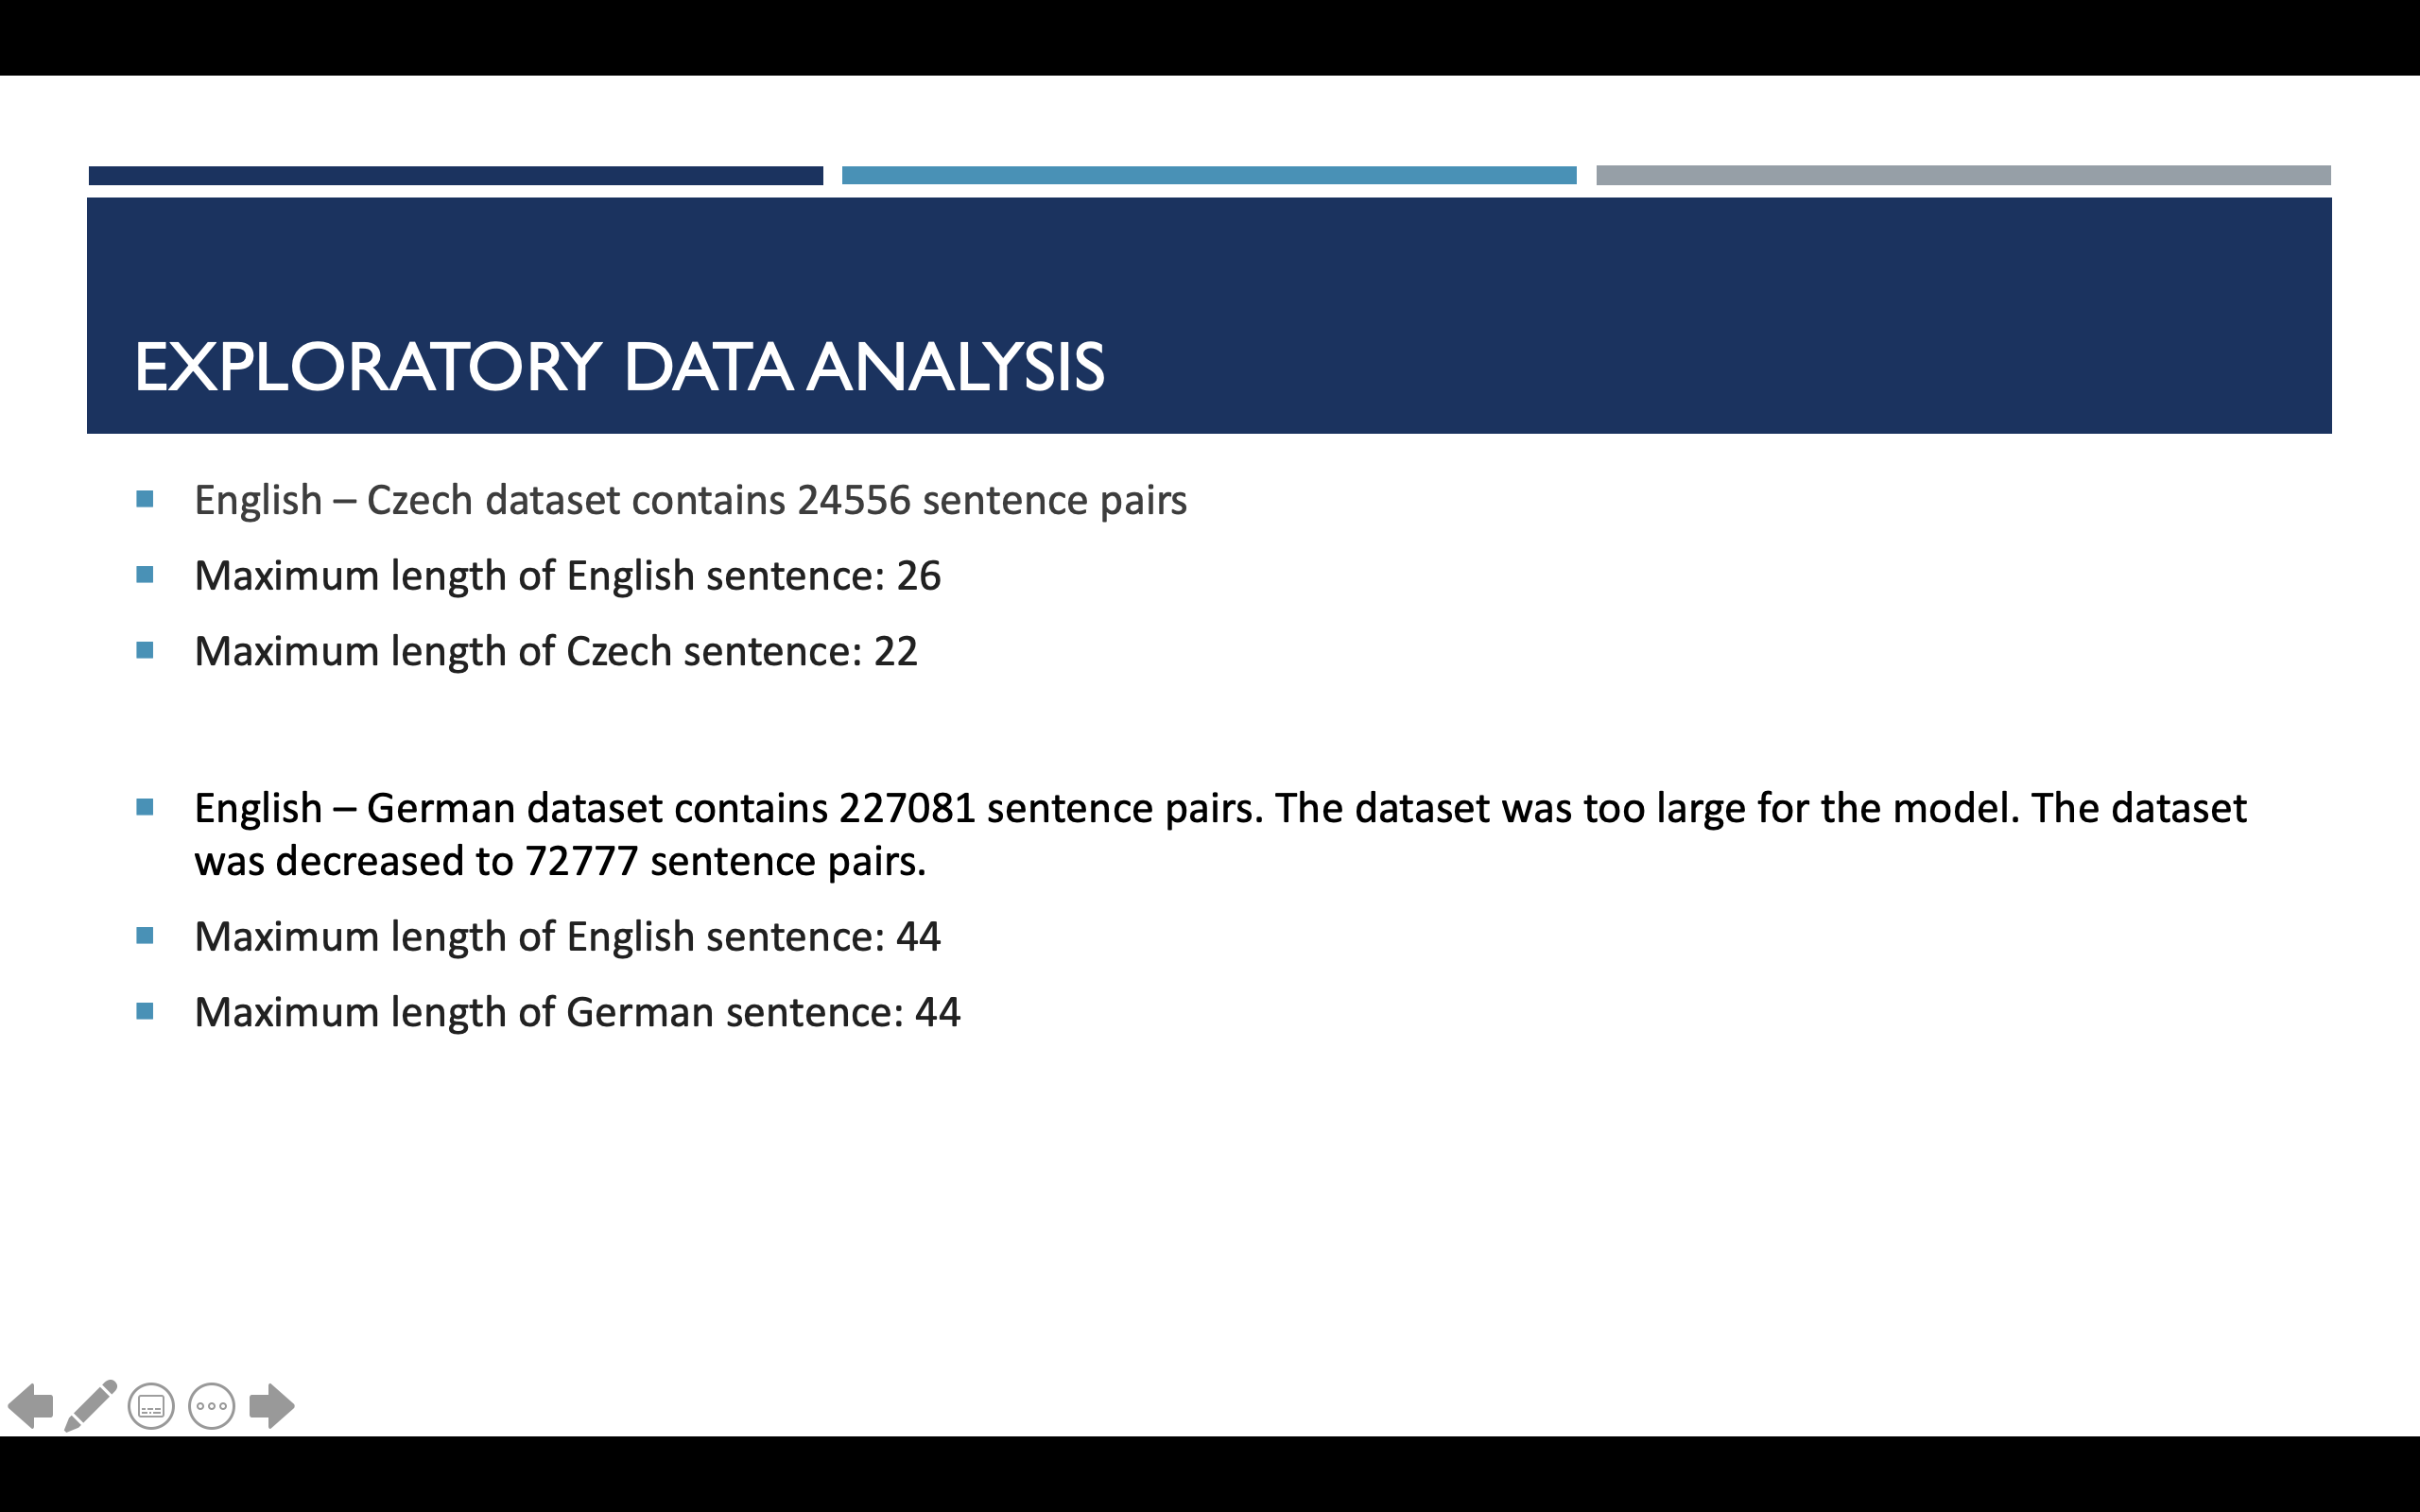 EXPLORATORY DATA ANALYSIS
English – Czech dataset contains 24556 sentence pairs
Maximum length of English sentence: 26
Maximum length of Czech sentence: 22
English – German dataset contains 227081 sentence pairs. The dataset was too large for the model. The dataset
was decreased to 72777 sentence pairs.
Maximum length of English sentence: 44
Maximum length of German sentence: 44